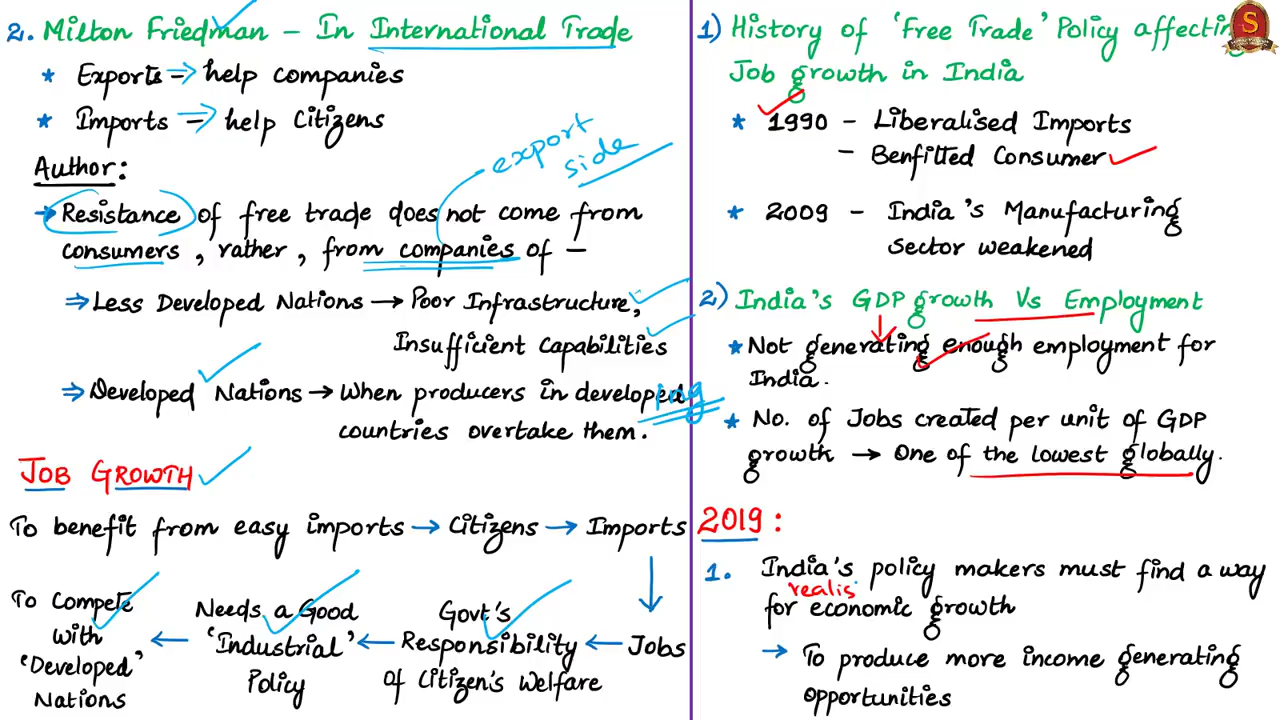 2. Milton Friedman - In International Trade
* Exports ⇒ help companies
* Imports ⇒ help Citizens
export
side
Author:
→ Resistance of free trade does not come from
consumers, rather, from companies of -
⇒ Less Developed Nations → Poor Infrastructure,
Insufficient Capabilities
⇒ Developed Nations → When producers in developed
ing
countries overtake them.
JOB GROWTH
To benefit from easy imports → Citizens → Imports
↓
Jobs
← Govt's
Responsibility
of Citizen's Welfare
← Needs a Good
'Industrial'
Policy
← To Compete
with
'Developed'
Nations
S
1) History of 'Free Trade' Policy affecting
Job growth in India
* 1990 - Liberalised Imports
- Benfitted Consumer
* 2009 - India's Manufacturing
Sector weakened
2) India's GDP growth Vs Employment
* Not generating enough employment for
India.
* No. of Jobs created per unit of GDP
growth → One of the lowest globally.
2019:
1. India's policy makers must find a way
realis
for economic growth
→ To produce more income generating
opportunities